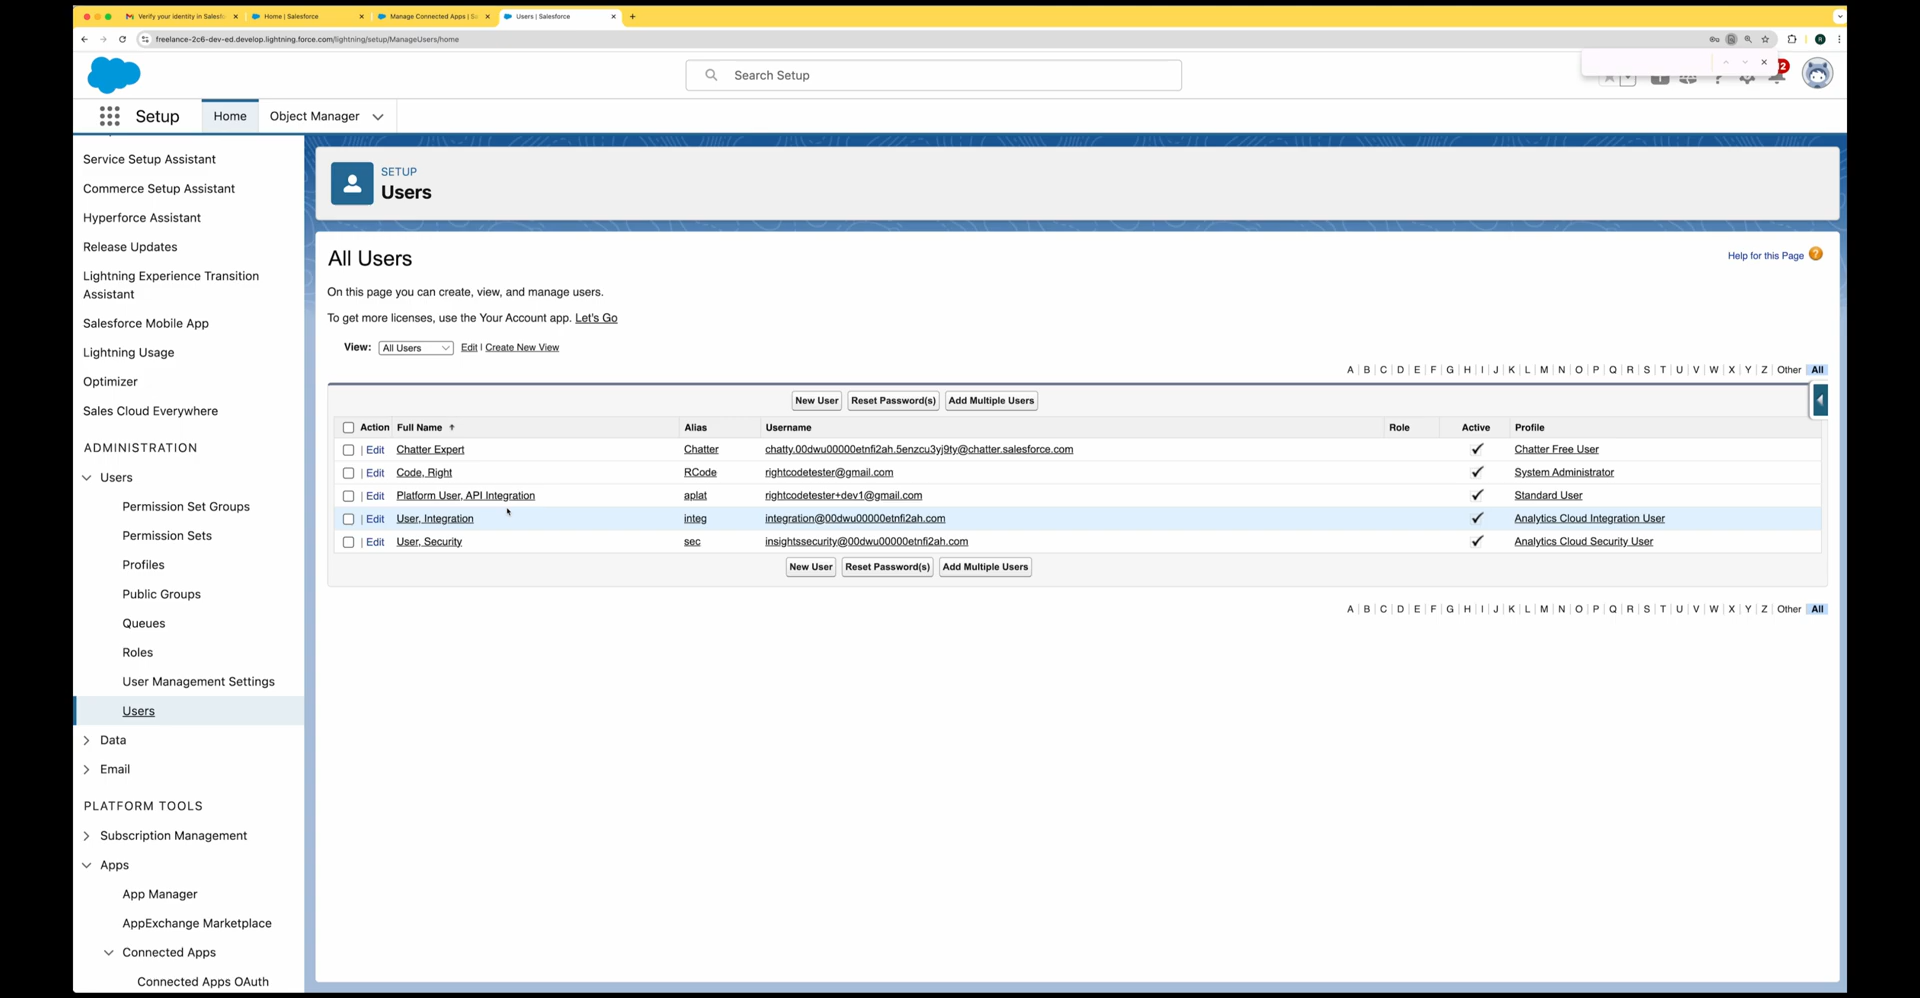 Verify your identity in Salesf
Home | Salesforce
Manage Connected Apps | S
Users | Salesforce
freelance-2c6-dev-ed.develop.lightning.force.com/lightning/setup/ManageUsers/home
Search Setup
Setup
Home
Object Manager
Service Setup Assistant
Commerce Setup Assistant
Hyperforce Assistant
Release Updates
Lightning Experience Transition
Assistant
Salesforce Mobile App
Lightning Usage
Optimizer
Sales Cloud Everywhere
ADMINISTRATION
Users
Permission Set Groups
Permission Sets
Profiles
Public Groups
Queues
Roles
User Management Settings
Users
Data
Email
PLATFORM TOOLS
Subscription Management
Apps
App Manager
AppExchange Marketplace
Connected Apps
Connected Apps OAuth
SETUP
Users
All Users
Help for this Page
On this page you can create, view, and manage users.
To get more licenses, use the Your Account app. Let's Go
View: All Users Edit | Create New View
A | B | C | D | E | F | G | H | I | J | K | L | M | N | O | P | Q | R | S | T | U | V | W | X | Y | Z | Other All
New User Reset Password(s) Add Multiple Users
Action Full Name Alias Username Role Active Profile
| Edit Chatter Expert Chatter chatty.00dwu00000etnfi2ah.5enzcu3yj9ty@chatter.salesforce.com Chatter Free User
| Edit Code, Right RCode rightcodetester@gmail.com System Administrator
| Edit Platform User, API Integration aplat rightcodetester+dev1@gmail.com Standard User
| Edit User, Integration integ integration@00dwu00000etnfi2ah.com Analytics Cloud Integration User
| Edit User, Security sec insightssecurity@00dwu00000etnfi2ah.com Analytics Cloud Security User
New User Reset Password(s) Add Multiple Users
A | B | C | D | E | F | G | H | I | J | K | L | M | N | O | P | Q | R | S | T | U | V | W | X | Y | Z | Other All